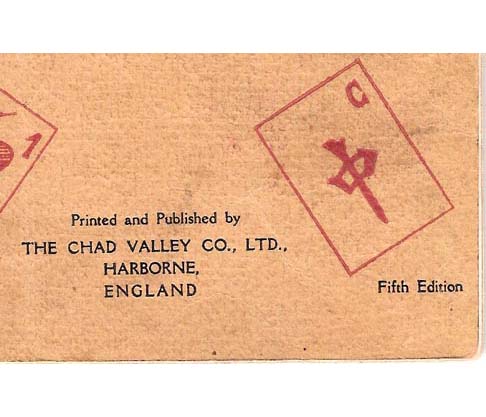 C
中
1
Printed and Published by
THE CHAD VALLEY CO., LTD.,
HARBORNE,
ENGLAND
Fifth Edition